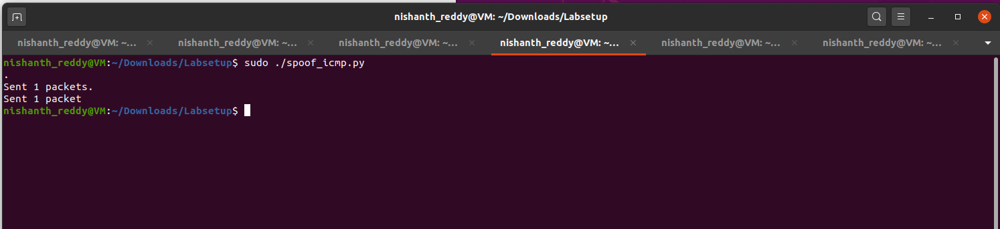 nishanth_reddy@VM: ~/Downloads/Labsetup
nishanth_reddy@VM: ~... nishanth_reddy@VM: ~... nishanth_reddy@VM: ~... nishanth_reddy@VM: ~... nishanth_reddy@VM: ~... nishanth_reddy@VM: ~...
nishanth_reddy@VM:~/Downloads/Labsetup$ sudo ./spoof_icmp.py
.
Sent 1 packets.
Sent 1 packet
nishanth_reddy@VM:~/Downloads/Labsetup$